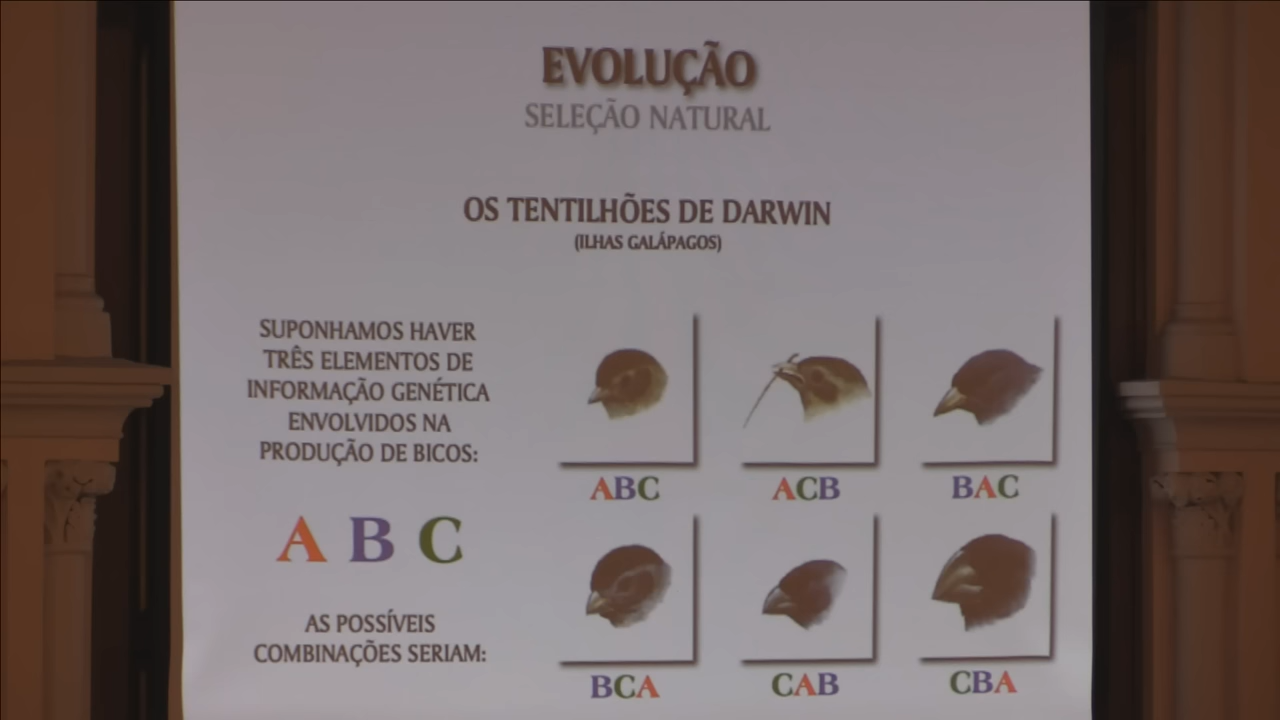 EVOLUÇÃO
SELEÇÃO NATURAL
OS TENTILHÕES DE DARWIN
(ILHAS GALÁPAGOS)
SUPONHAMOS HAVER
TRÊS ELEMENTOS DE
INFORMAÇÃO GENÉTICA
ENVOLVIDOS NA
PRODUÇÃO DE BICOS:
A B C
AS POSSÍVEIS
COMBINAÇÕES SERIAM:
ABC
ACB
BAC
BCA
CAB
CBA